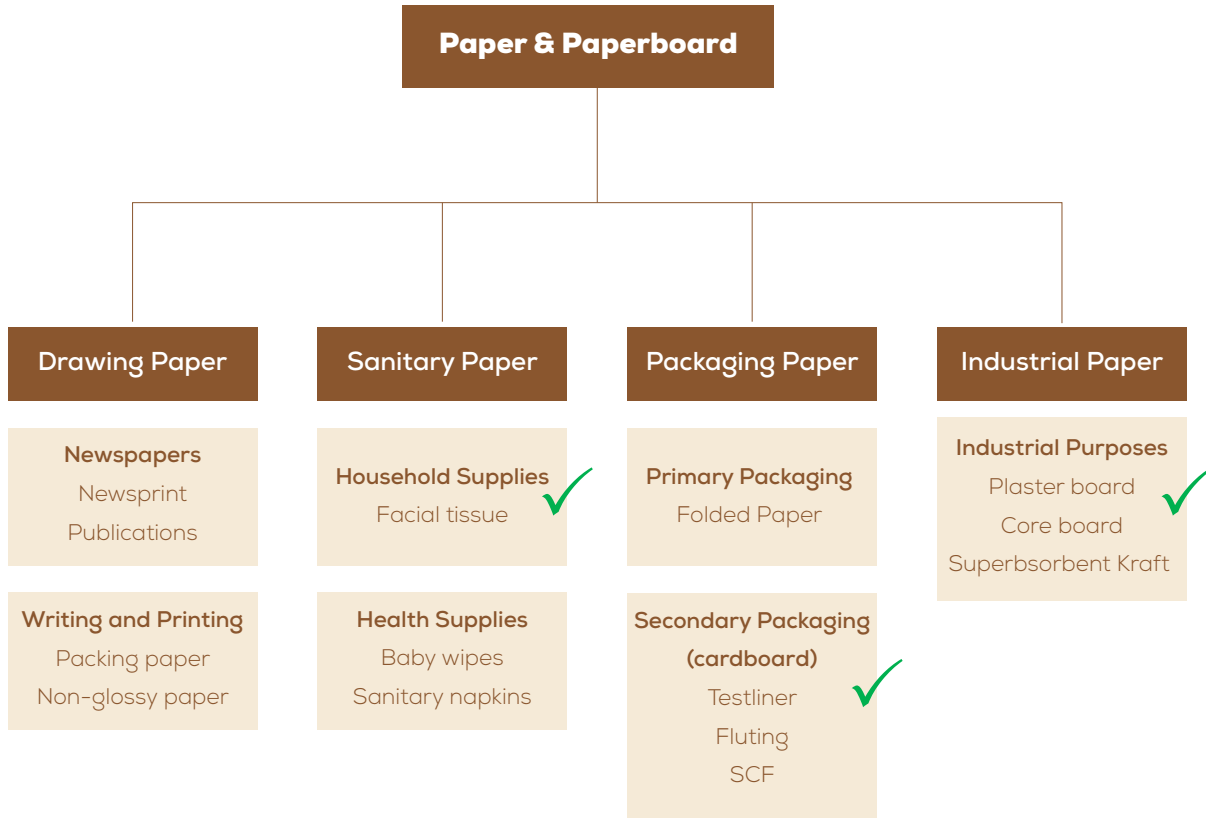 Paper & Paperboard
Drawing Paper
Newspapers
Newsprint
Publications
Writing and Printing
Packing paper
Non-glossy paper
Sanitary Paper
Household Supplies
Facial tissue
Health Supplies
Baby wipes
Sanitary napkins
Packaging Paper
Primary Packaging
Folded Paper
Secondary Packaging
(cardboard)
Testliner
Fluting
SCF
Industrial Paper
Industrial Purposes
Plaster board
Core board
Superbsorbent Kraft